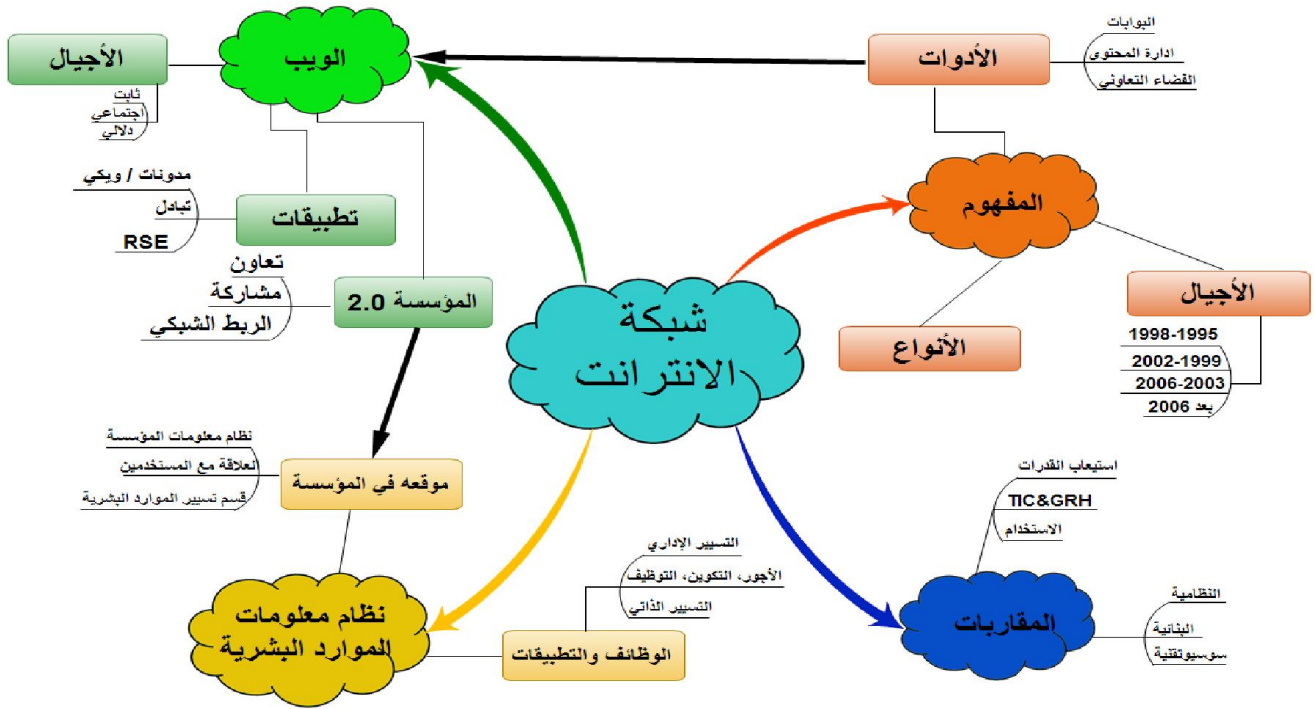 شبكة
الانترانت
المفهوم
الأدوات
البوابات
ادارة المحتوى
الفضاء التعاوني
الأنواع
الأجيال
1998-1995
2002-1999
2006-2003
بعد 2006
الويب
الأجيال
ثابت
اجتماعي
دلالي
تطبيقات
مدونات / ويكي
تبادل
RSE
المؤسسة 2.0
تعاون
مشاركة
الربط الشبكي
موقعه في المؤسسة
نظام معلومات المؤسسة
العلاقة مع المستخدمين
قسم تسيير الموارد البشرية
نظام معلومات
الموارد البشرية
الوظائف والتطبيقات
التسيير الإداري
الأجور، التكوين، التوظيف
التسيير الذاتي
المقاربات
استيعاب القدرات
TIC&GRH
الاستخدام
النظامية
البنائية
سوسيوتقنية